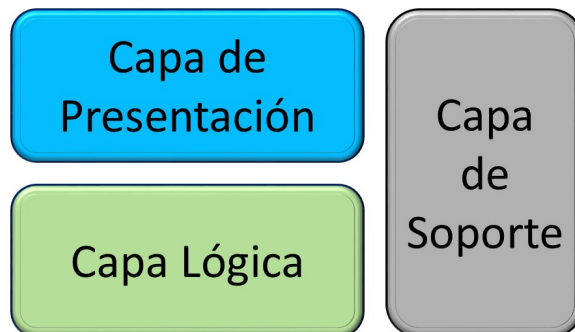 Capa de
Presentación
Capa Lógica
Capa
de
Soporte